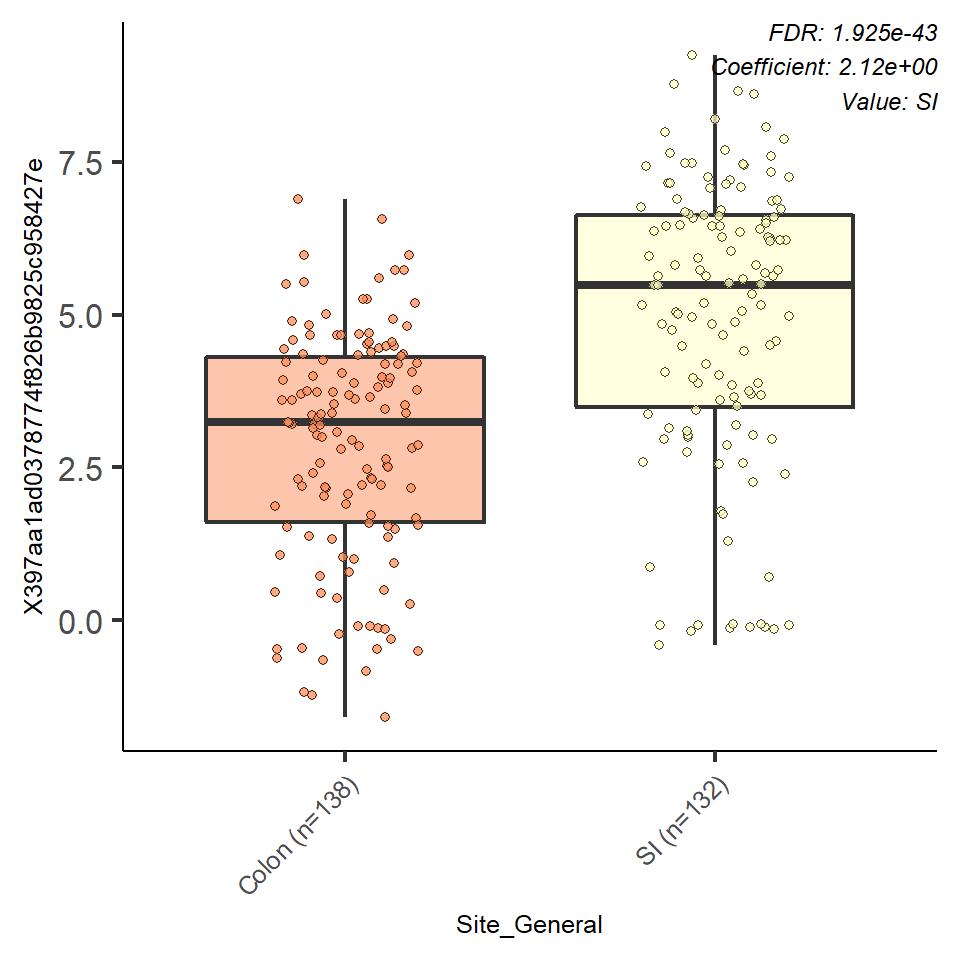 FDR: 1.925e-43
Coefficient: 2.12e+00
Value: SI
X397aa1ad0378774f826b9825c958427e
7.5
5.0
2.5
0.0
Colon (n=138)
SI (n=132)
Site_General